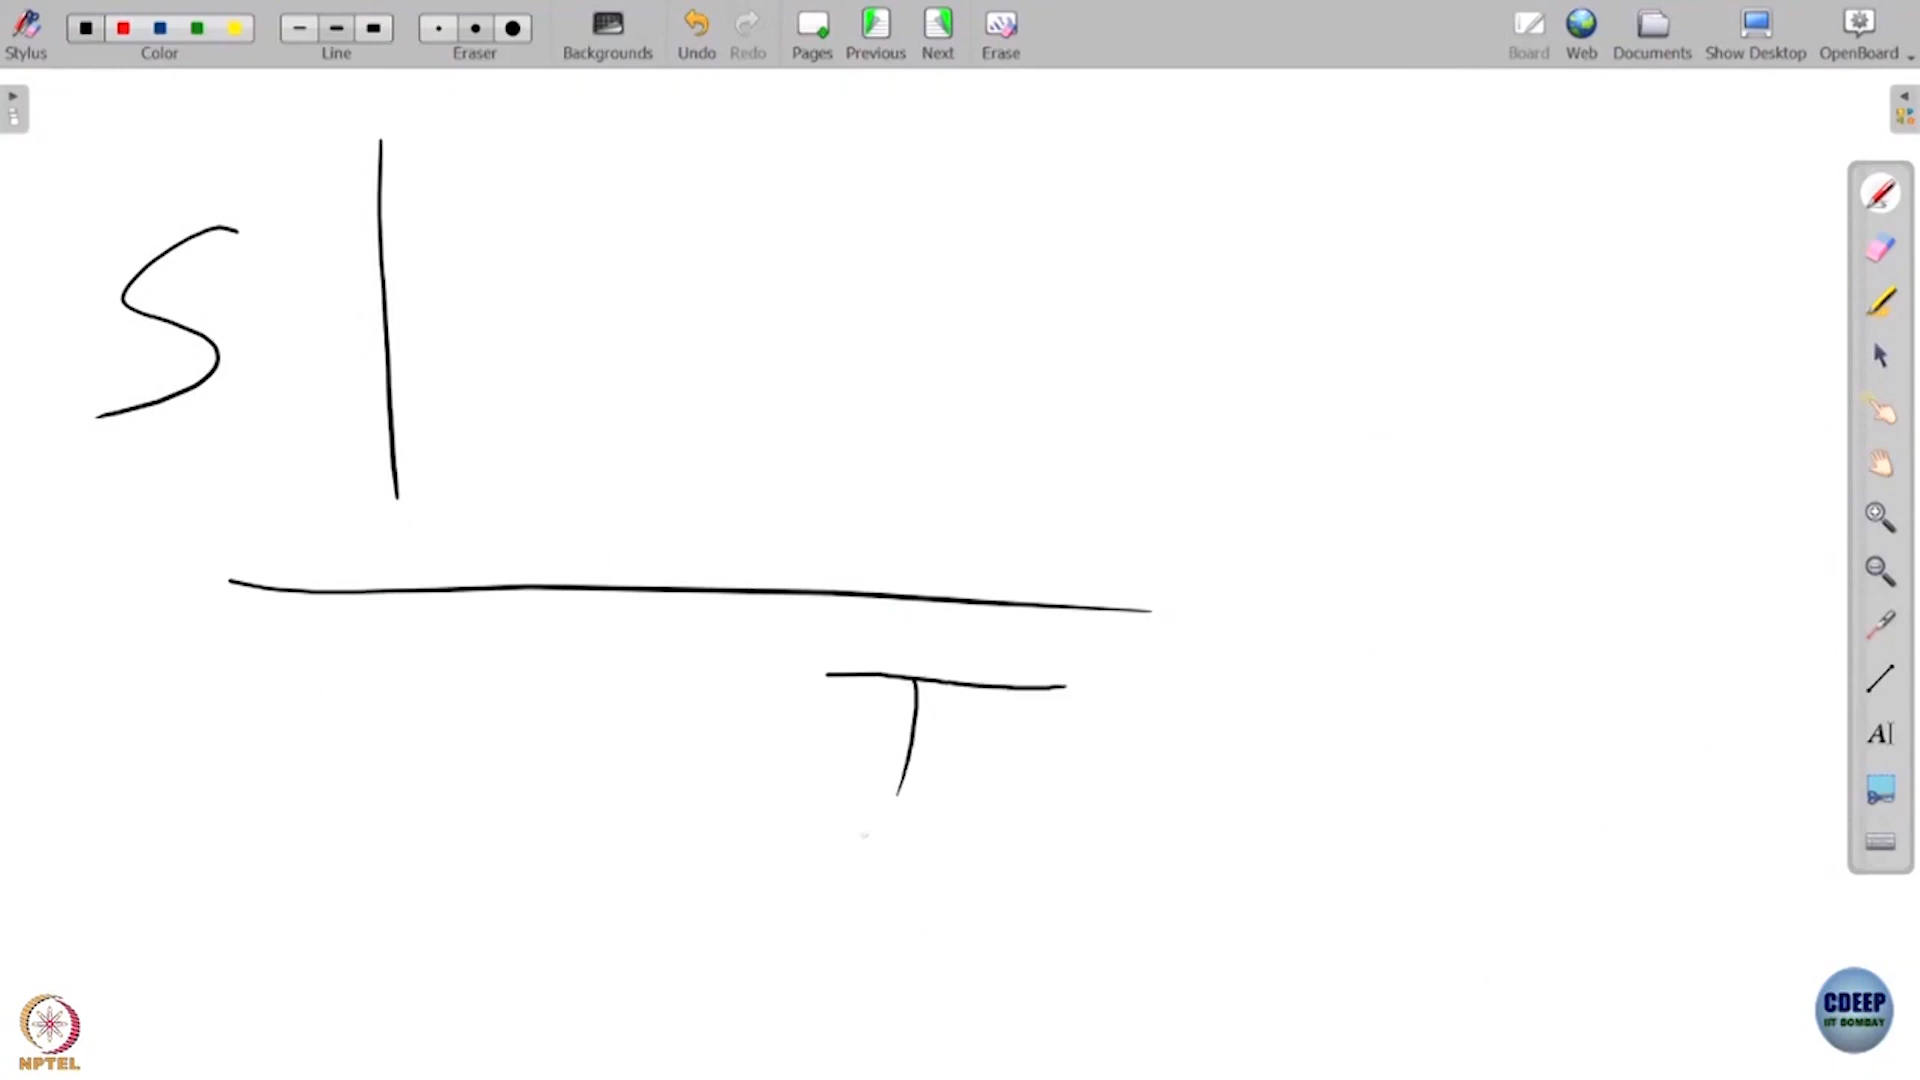 Stylus Color Line Eraser Backgrounds Undo Redo Pages Previous Next Erase Board Web Documents Show Desktop OpenBoard
S
T
NPTEL
CDEEP
IIT BOMBAY